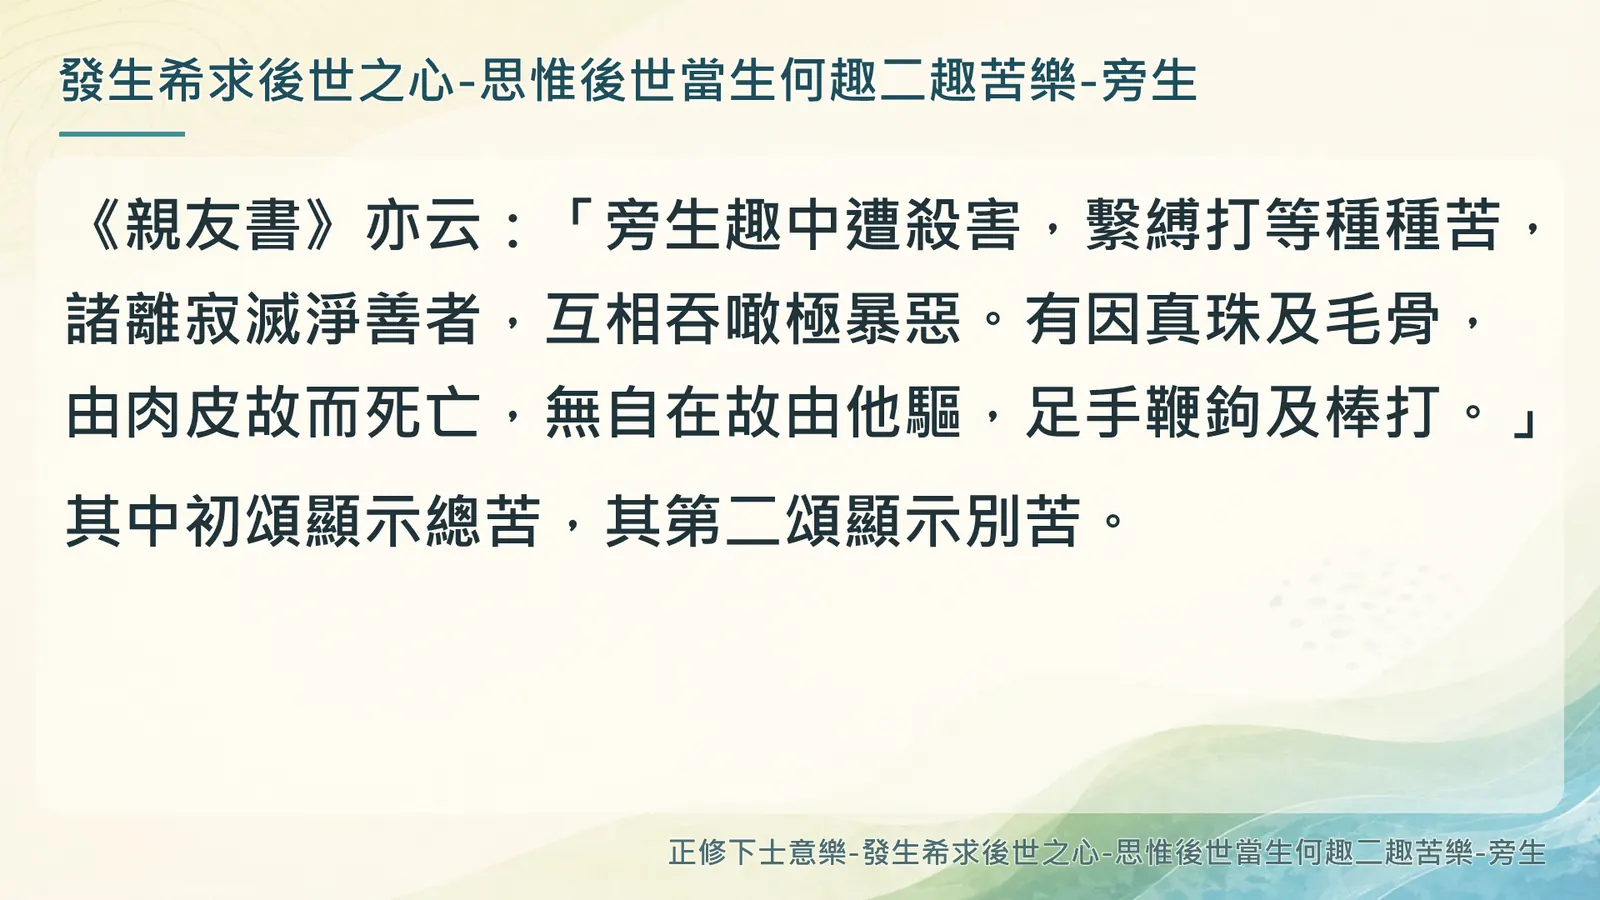 發生希求後世之心-思惟後世當生何趣二趣苦樂-旁生
《親友書》亦云：「旁生趣中遭殺害，繫縛打等種種苦，
諸離寂滅淨善者，互相吞噉極暴惡。有因真珠及毛骨，
由肉皮故而死亡，無自在故由他驅，足手鞭鉤及棒打。」
其中初頌顯示總苦，其第二頌顯示別苦。
正修下士意樂-發生希求後世之心-思惟後世當生何趣二趣苦樂-旁生